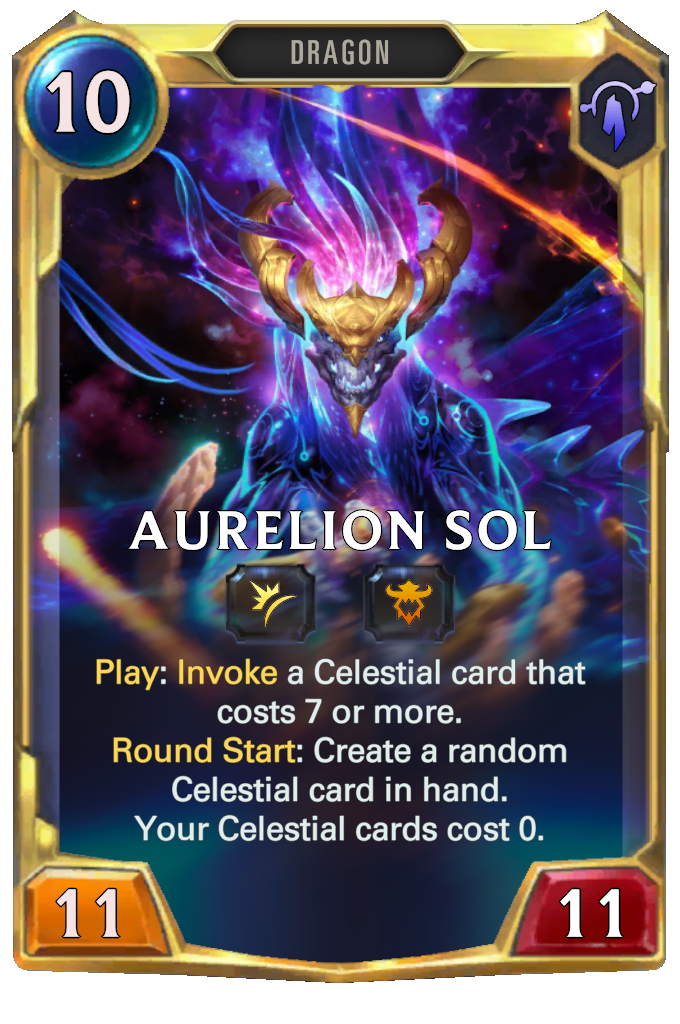 DRAGON
10
AURELION SOL
Play: Invoke a Celestial card that
costs 7 or more.
Round Start: Create a random
Celestial card in hand.
Your Celestial cards cost 0.
11
11